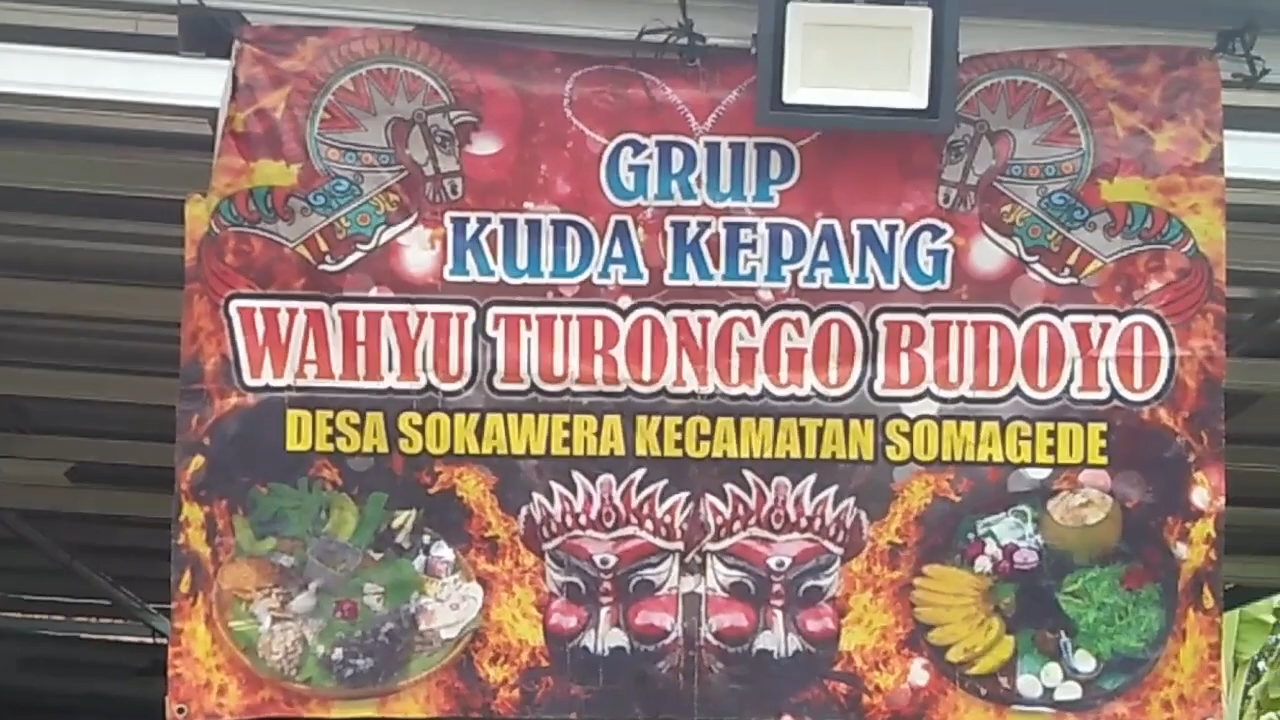 GRUP
KUDA KEPANG
WAHYU TURONGGO BUDOYO
DESA SOKAWERA KECAMATAN SOMAGEDE